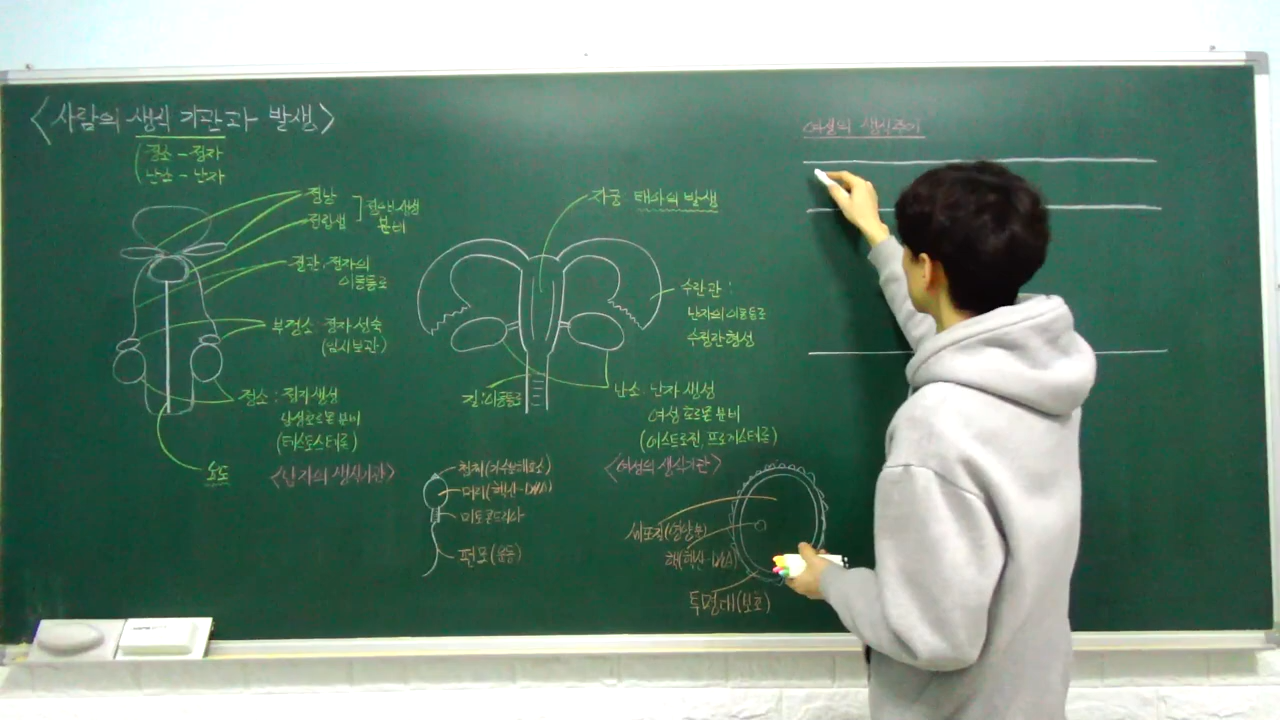 <사람의 생식 기관과 발생>
정소 - 정자
난소 - 난자
정낭
전립샘
분비
정관 : 정자의
이동통로
부정소 : 정자 성숙
(임시보관)
정소 : 정자 생성
남성호르몬 분비
(테스토스테론)
요도
<남자의 생식기관>
자궁 태아의 발생
수란관 :
난자의 이동통로
수정란 형성
난소 : 난자 생성
여성 호르몬 분비
(에스트로젠, 프로게스테론)
질 : 이동통로
<여성의 생식기관>
첨체(가수분해효소)
머리(핵산-DNA)
미토콘드리아
편모(운동)
세포질(영양분)
핵(핵산-DNA)
투명대(보호)
여성의 생식주기